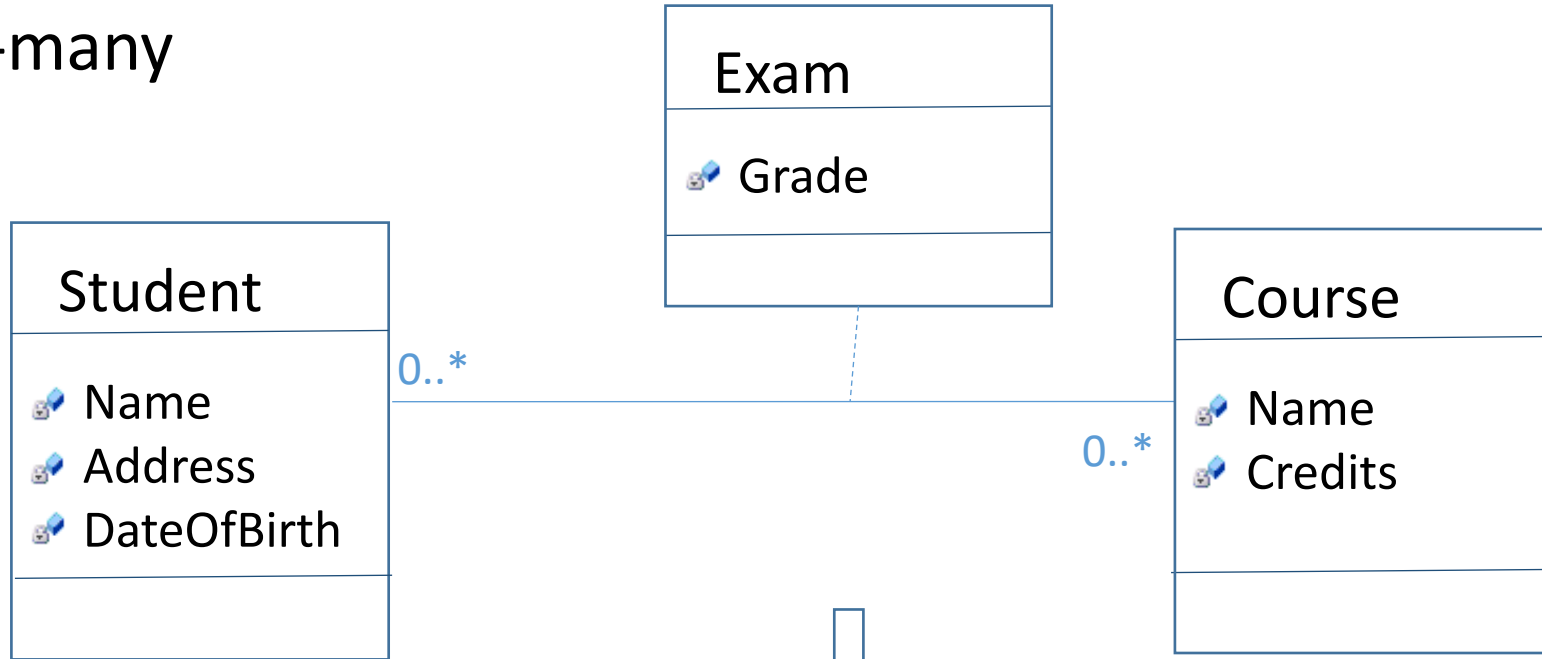 -many
Exam
Grade
Student
Name
Address
DateOfBirth
0..*
0..*
Course
Name
Credits